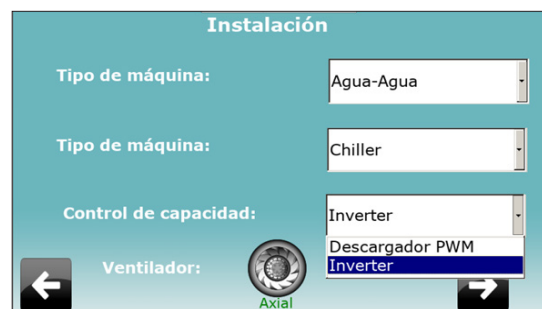 Instalación
Tipo de máquina:
Agua-Agua
Tipo de máquina:
Chiller
Control de capacidad:
Inverter
Descargador PWM
Inverter
Ventilador:
Axial